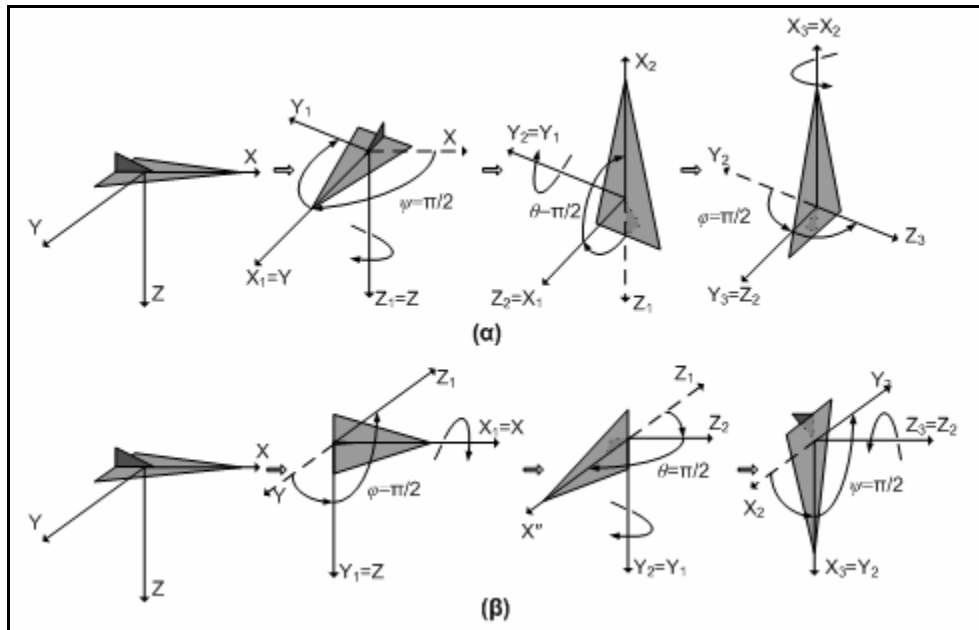 X
Y
Z
Y₁
X
ψ=π/2
X₁=Y
Z₁=Z
X₂
Y₂=Y₁
θ=π/2
Z₂=X₁
Z₁
X₃=X₂
Y₂
φ=π/2
Z₃
Y₃=Z₂
(α)
X
Y
Z
Z₁
X₁=X
Y
φ=π/2
Y₁=Z
Z₁
Z₂
θ=π/2
X"
Y₂=Y₁
Y₃
Z₃=Z₂
X₂
ψ=π/2
X₃=Y₂
(β)